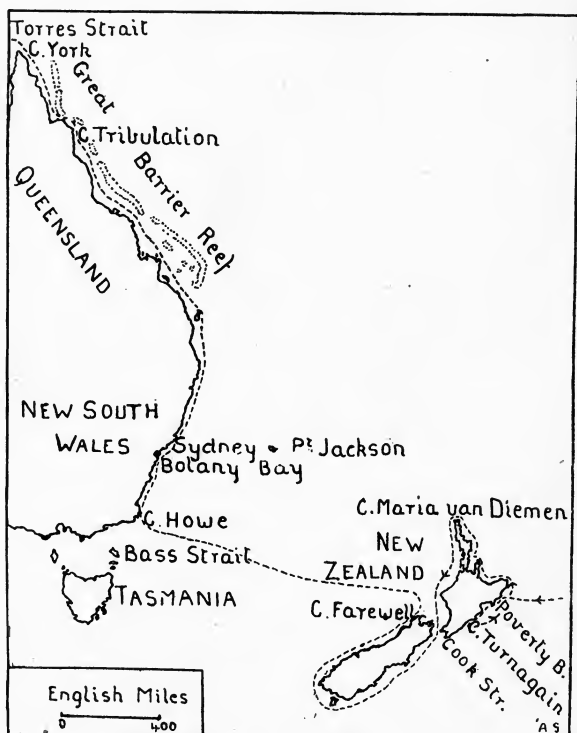 Torres Strait
C. York
Great Barrier Reef
C. Tribulation
QUEENSLAND
NEW SOUTH
WALES
Sydney & Pt. Jackson
Botany Bay
C. Howe
Bass Strait
TASMANIA
C. Maria van Diemen
NEW
ZEALAND
C. Farewell
Poverty B.
C. Turnagain
Cook Str.
English Miles
0 400
A S